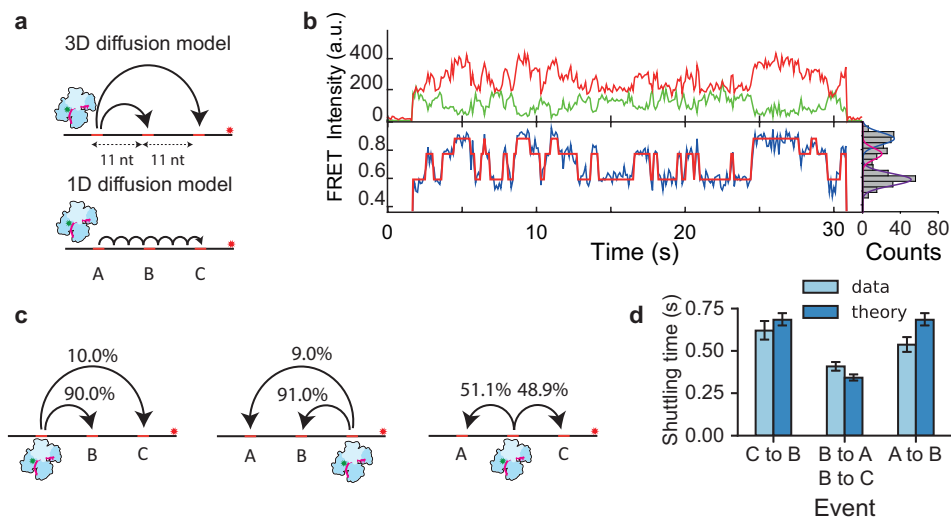 a
3D diffusion model
11 nt
11 nt
1D diffusion model
A
B
C
b
FRET
Intensity (a.u.)
400
200
0
0.8
0.6
0.4
0
10
20
30
Time (s)
0
40
80
Counts
c
10.0%
90.0%
B
C
9.0%
91.0%
A
B
51.1%
48.9%
A
C
d
data
theory
Shuttling time (s)
0.75
0.50
0.25
0.00
C to B
B to A
B to C
A to B
Event